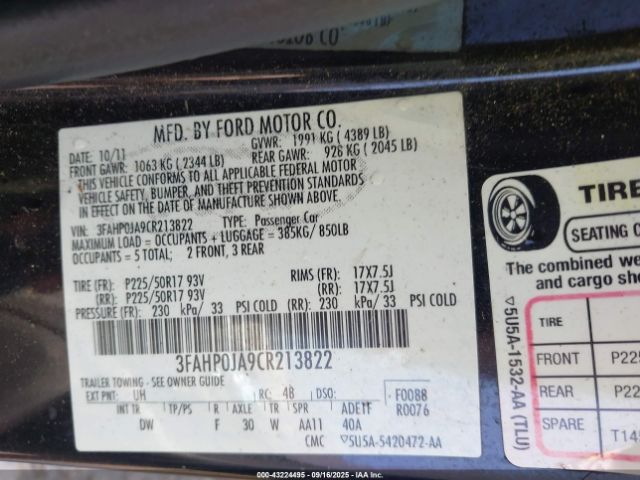 MFD. BY FORD MOTOR CO.
DATE: 10/11 GVWR: 1991 KG ( 4389 LB)
FRONT GAWR: 1063 KG ( 2344 LB) REAR GAWR: 928 KG ( 2045 LB)
THIS VEHICLE CONFORMS TO ALL APPLICABLE FEDERAL MOTOR
VEHICLE SAFETY, BUMPER, AND THEFT PREVENTION STANDARDS
IN EFFECT ON THE DATE OF MANUFACTURE SHOWN ABOVE.
VIN: 3FAHP0JA9CR213822 TYPE: Passenger Car
MAXIMUM LOAD = OCCUPANTS + LUGGAGE = 385KG/ 850LB
OCCUPANTS = 5 TOTAL; 2 FRONT, 3 REAR
TIRE (FR): P225/50R17 93V RIMS (FR): 17X7.5J
(RR): P225/50R17 93V (RR): 17X7.5J
PRESSURE (FR): 230 kPa/ 33 PSI COLD (RR): 230 kPa/ 33 PSI COLD
3FAHP0JA9CR213822
TRAILER TOWING - SEE OWNER GUIDE
EXT PNT: UH RC: 48 DSO: F0088
R0076
INT TR TP/PS R AXLE TR SPR
DW F 30 W AA11 40A
CMC ▽5U5A-5420472-AA
TIRE
SEATING
The combined
and cargo
TIRE
FRONT P225
REAR P22
SPARE T14
▽5U5A-1532-AA (TLU)
(c) IMAGE. 43224495 - 09/16/2025 - IAAI.COM